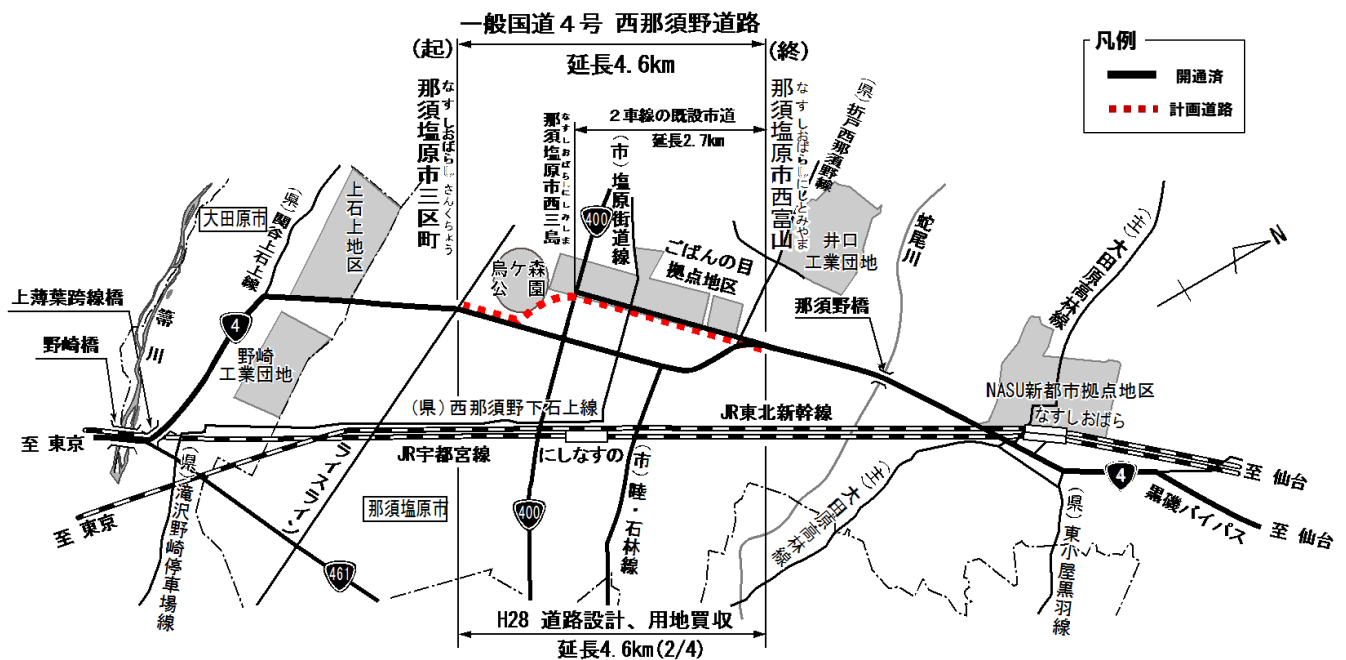 一般国道４号 西那須野道路
(起)
(終)
延長4.6km
凡例
開通済
計画道路
２車線の既設市道
延長2.7km
那須塩原市三区町
なすしおばらしさんくちょう
那須塩原市西三島
なすしおばらしにしみしま
那須塩原市西富山
なすしおばらしにしとみやま
(市)塩原街道線
(県)折戸西那須野線
大田原市
(県)関谷上石上線
上石上地区
400
烏ケ森
公園
ごばんの目
拠点地区
井口
工業団地
蛇尾川
(主)大田原高林線
N
上薄葉跨線橋
野崎橋
箒川
4
野崎
工業団地
那須野橋
NASU新都市拠点地区
なすしおばら
(県)西那須野下石上線
JR東北新幹線
至 東京
JR宇都宮線
にしなすの
至 仙台
4
黒磯バイパス
至 仙台
至 東京
(県)滝沢野崎停車場線
ライスライン
那須塩原市
400
(市)睦・石林線
(主)大田原高林線
(県)東小屋黒羽線
461
H28 道路設計、用地買収
延長4.6km(2/4)